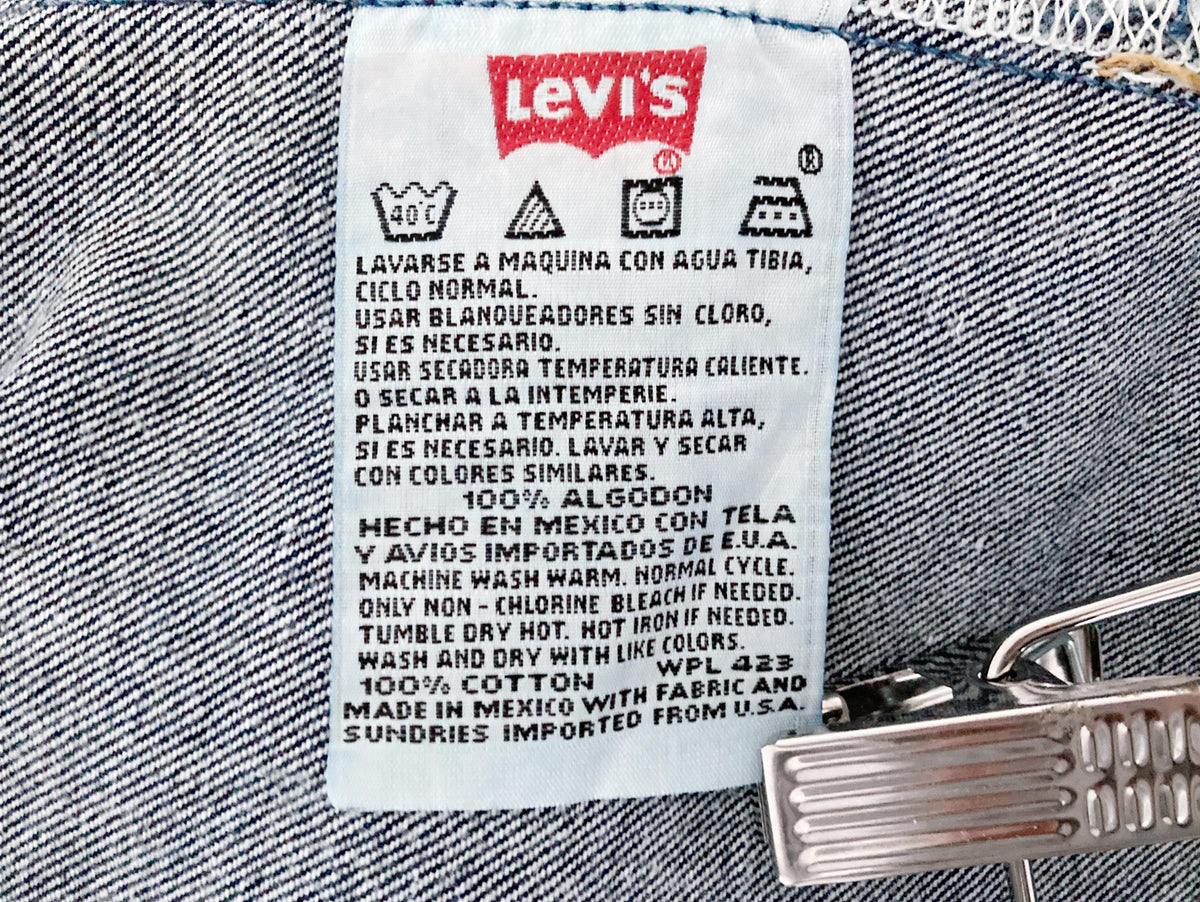 Levi's
®
®
40°C
LAVARSE A MAQUINA CON AGUA TIBIA,
CICLO NORMAL.
USAR BLANQUEADORES SIN CLORO,
SI ES NECESARIO.
USAR SECADORA TEMPERATURA CALIENTE.
O SECAR A LA INTEMPERIE.
PLANCHAR A TEMPERATURA ALTA,
SI ES NECESARIO. LAVAR Y SECAR
CON COLORES SIMILARES.
100% ALGODON
HECHO EN MEXICO CON TELA
Y AVIOS IMPORTADOS DE E.U.A.
MACHINE WASH WARM. NORMAL CYCLE.
ONLY NON - CHLORINE BLEACH IF NEEDED.
TUMBLE DRY HOT. HOT IRON IF NEEDED.
WASH AND DRY WITH LIKE COLORS.
100% COTTON WPL 423
MADE IN MEXICO WITH FABRIC AND
SUNDRIES IMPORTED FROM U.S.A.